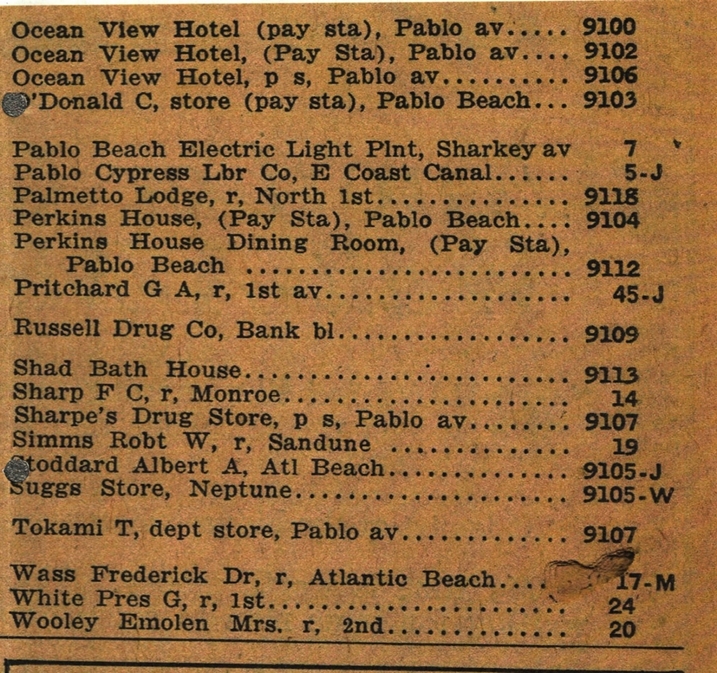 Ocean View Hotel (pay sta), Pablo av..... 9100
Ocean View Hotel, (Pay Sta), Pablo av.... 9102
Ocean View Hotel, p s, Pablo av.......... 9106
'Donald C, store (pay sta), Pablo Beach... 9103
Pablo Beach Electric Light Plnt, Sharkey av 7
Pablo Cypress Lbr Co, E Coast Canal...... 5-J
Palmetto Lodge, r, North 1st............... 9118
Perkins House, (Pay Sta), Pablo Beach.... 9104
Perkins House Dining Room, (Pay Sta),
Pablo Beach ......................... 9112
Pritchard G A, r, 1st av................... 45-J
Russell Drug Co, Bank bl.................. 9109
Shad Bath House......................... 9113
Sharp F C, r, Monroe..................... 14
Sharpe's Drug Store, p s, Pablo av........ 9107
Simms Robt W, r, Sandune .............. 19
Stoddard Albert A, Atl Beach............. 9105-J
Suggs Store, Neptune..................... 9105-W
Tokami T, dept store, Pablo av............ 9107
Wass Frederick Dr, r, Atlantic Beach.... 17-M
White Pres G, r, 1st....................... 24
Wooley Emolen Mrs. r, 2nd.............. 20